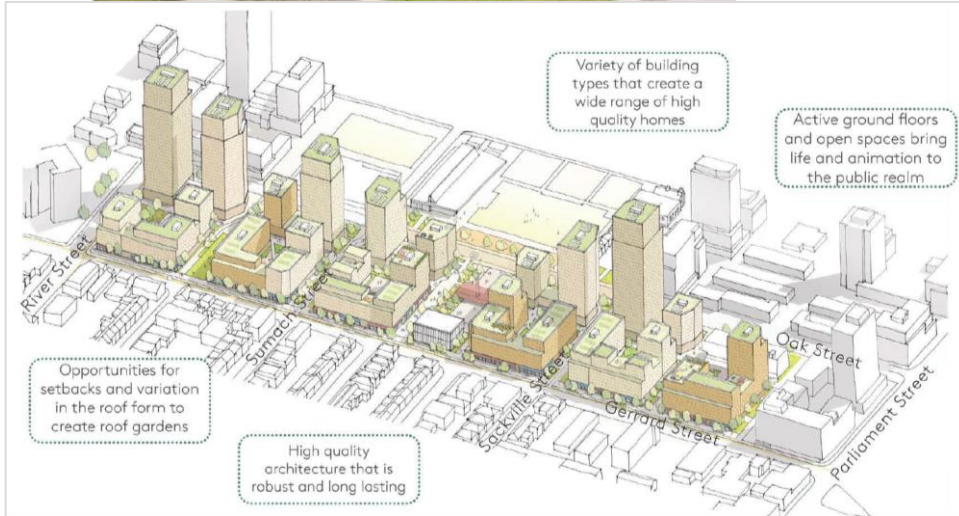 Variety of building
types that create a
wide range of high
quality homes
Active ground floors
and open spaces bring
life and animation to
the public realm
River Street
Sumach Street
Oak Street
Opportunities for
setbacks and variation
in the roof form to
create roof gardens
Sackville Street
Gerrard Street
Parliament Street
High quality
architecture that is
robust and long lasting